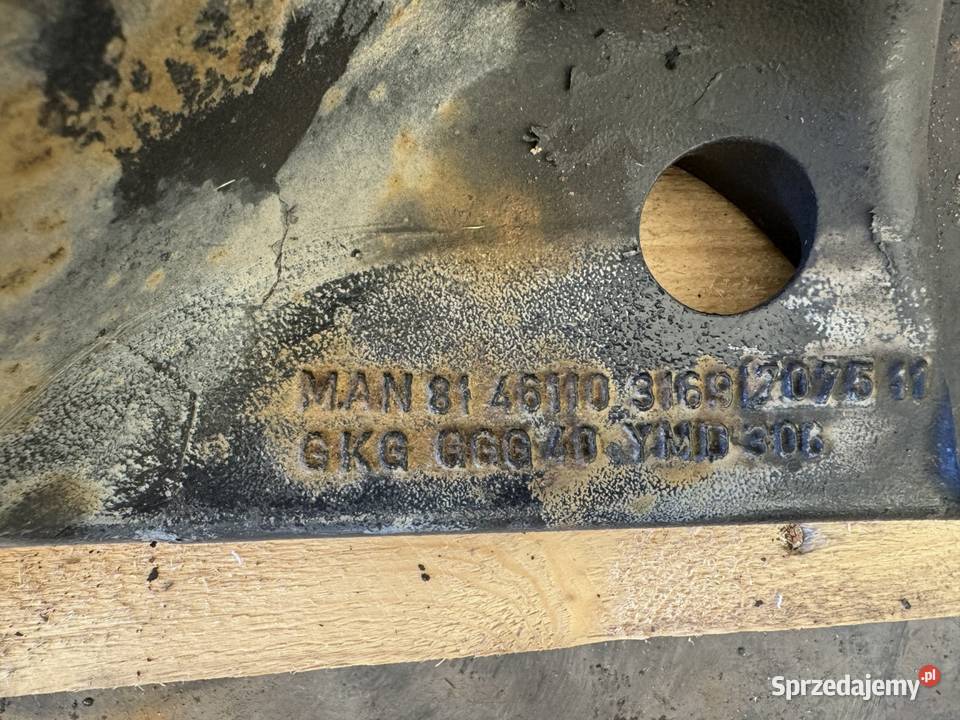 MAN 81 46110 3169 2075 11
GKG GGG 40 YMD 306
Sprzedajemy.pl